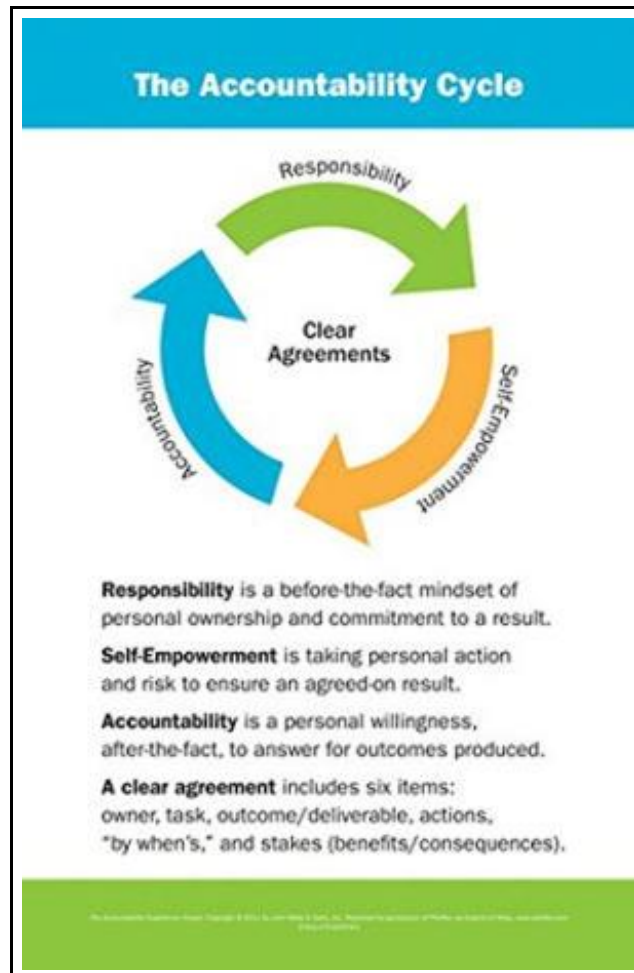 The Accountability Cycle
Responsibility
Clear
Agreements
Self-Empowerment
Accountability
Responsibility is a before-the-fact mindset of
personal ownership and commitment to a result.
Self-Empowerment is taking personal action
and risk to ensure an agreed-on result.
Accountability is a personal willingness,
after-the-fact, to answer for outcomes produced.
A clear agreement includes six items:
owner, task, outcome/deliverable, actions,
“by when's,” and stakes (benefits/consequences).